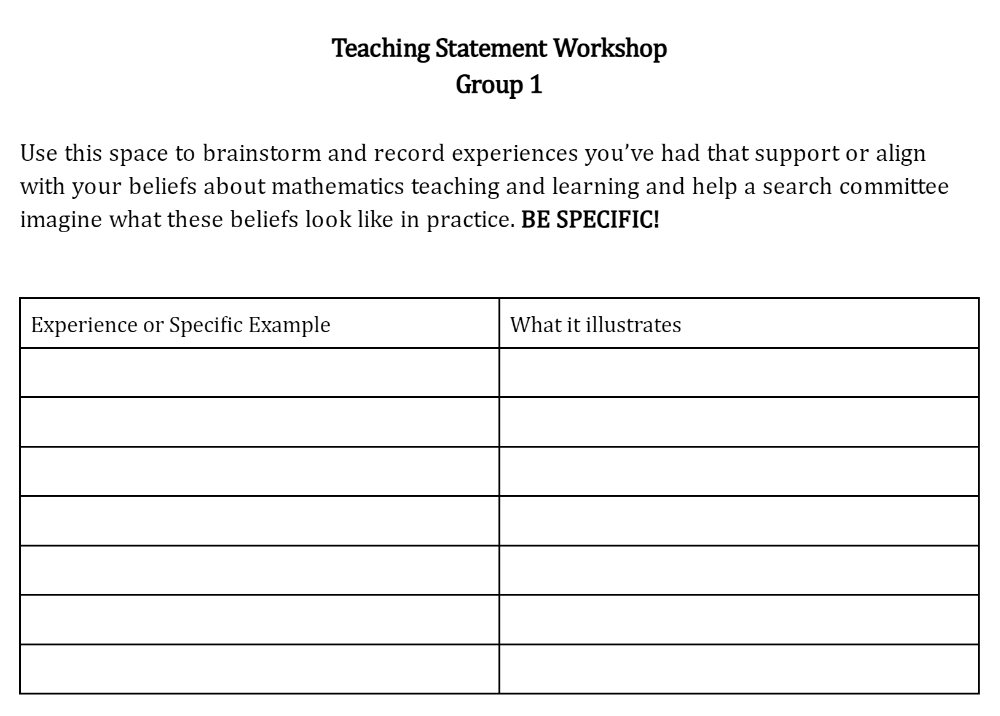 Teaching Statement Workshop
Group 1
Use this space to brainstorm and record experiences you’ve had that support or align
with your beliefs about mathematics teaching and learning and help a search committee
imagine what these beliefs look like in practice. BE SPECIFIC!
Experience or Specific Example
What it illustrates